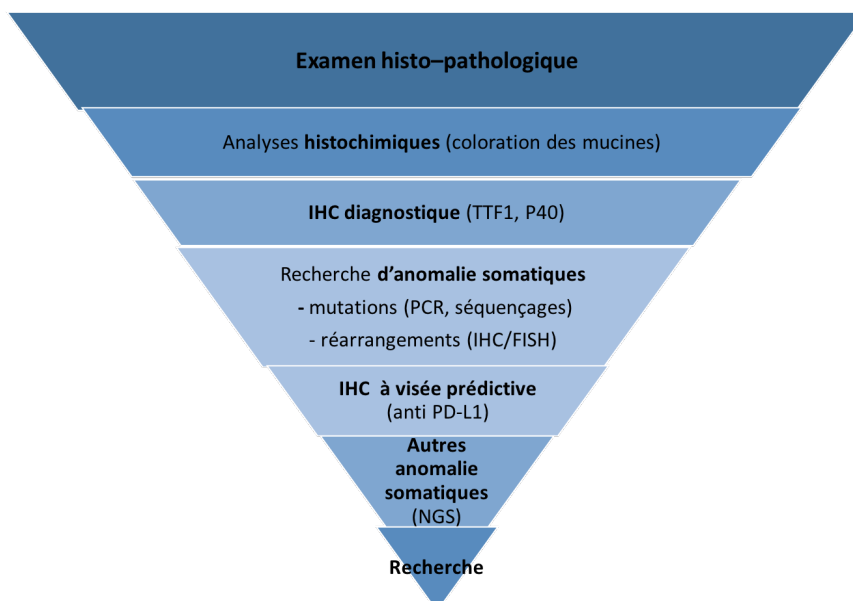 Examen histo–pathologique
Analyses histochimiques (coloration des mucines)
IHC diagnostique (TTF1, P40)
Recherche d'anomalie somatiques
- mutations (PCR, séquençages)
- réarrangements (IHC/FISH)
IHC à visée prédictive
(anti PD-L1)
Autres
anomalie
somatiques
(NGS)
Recherche